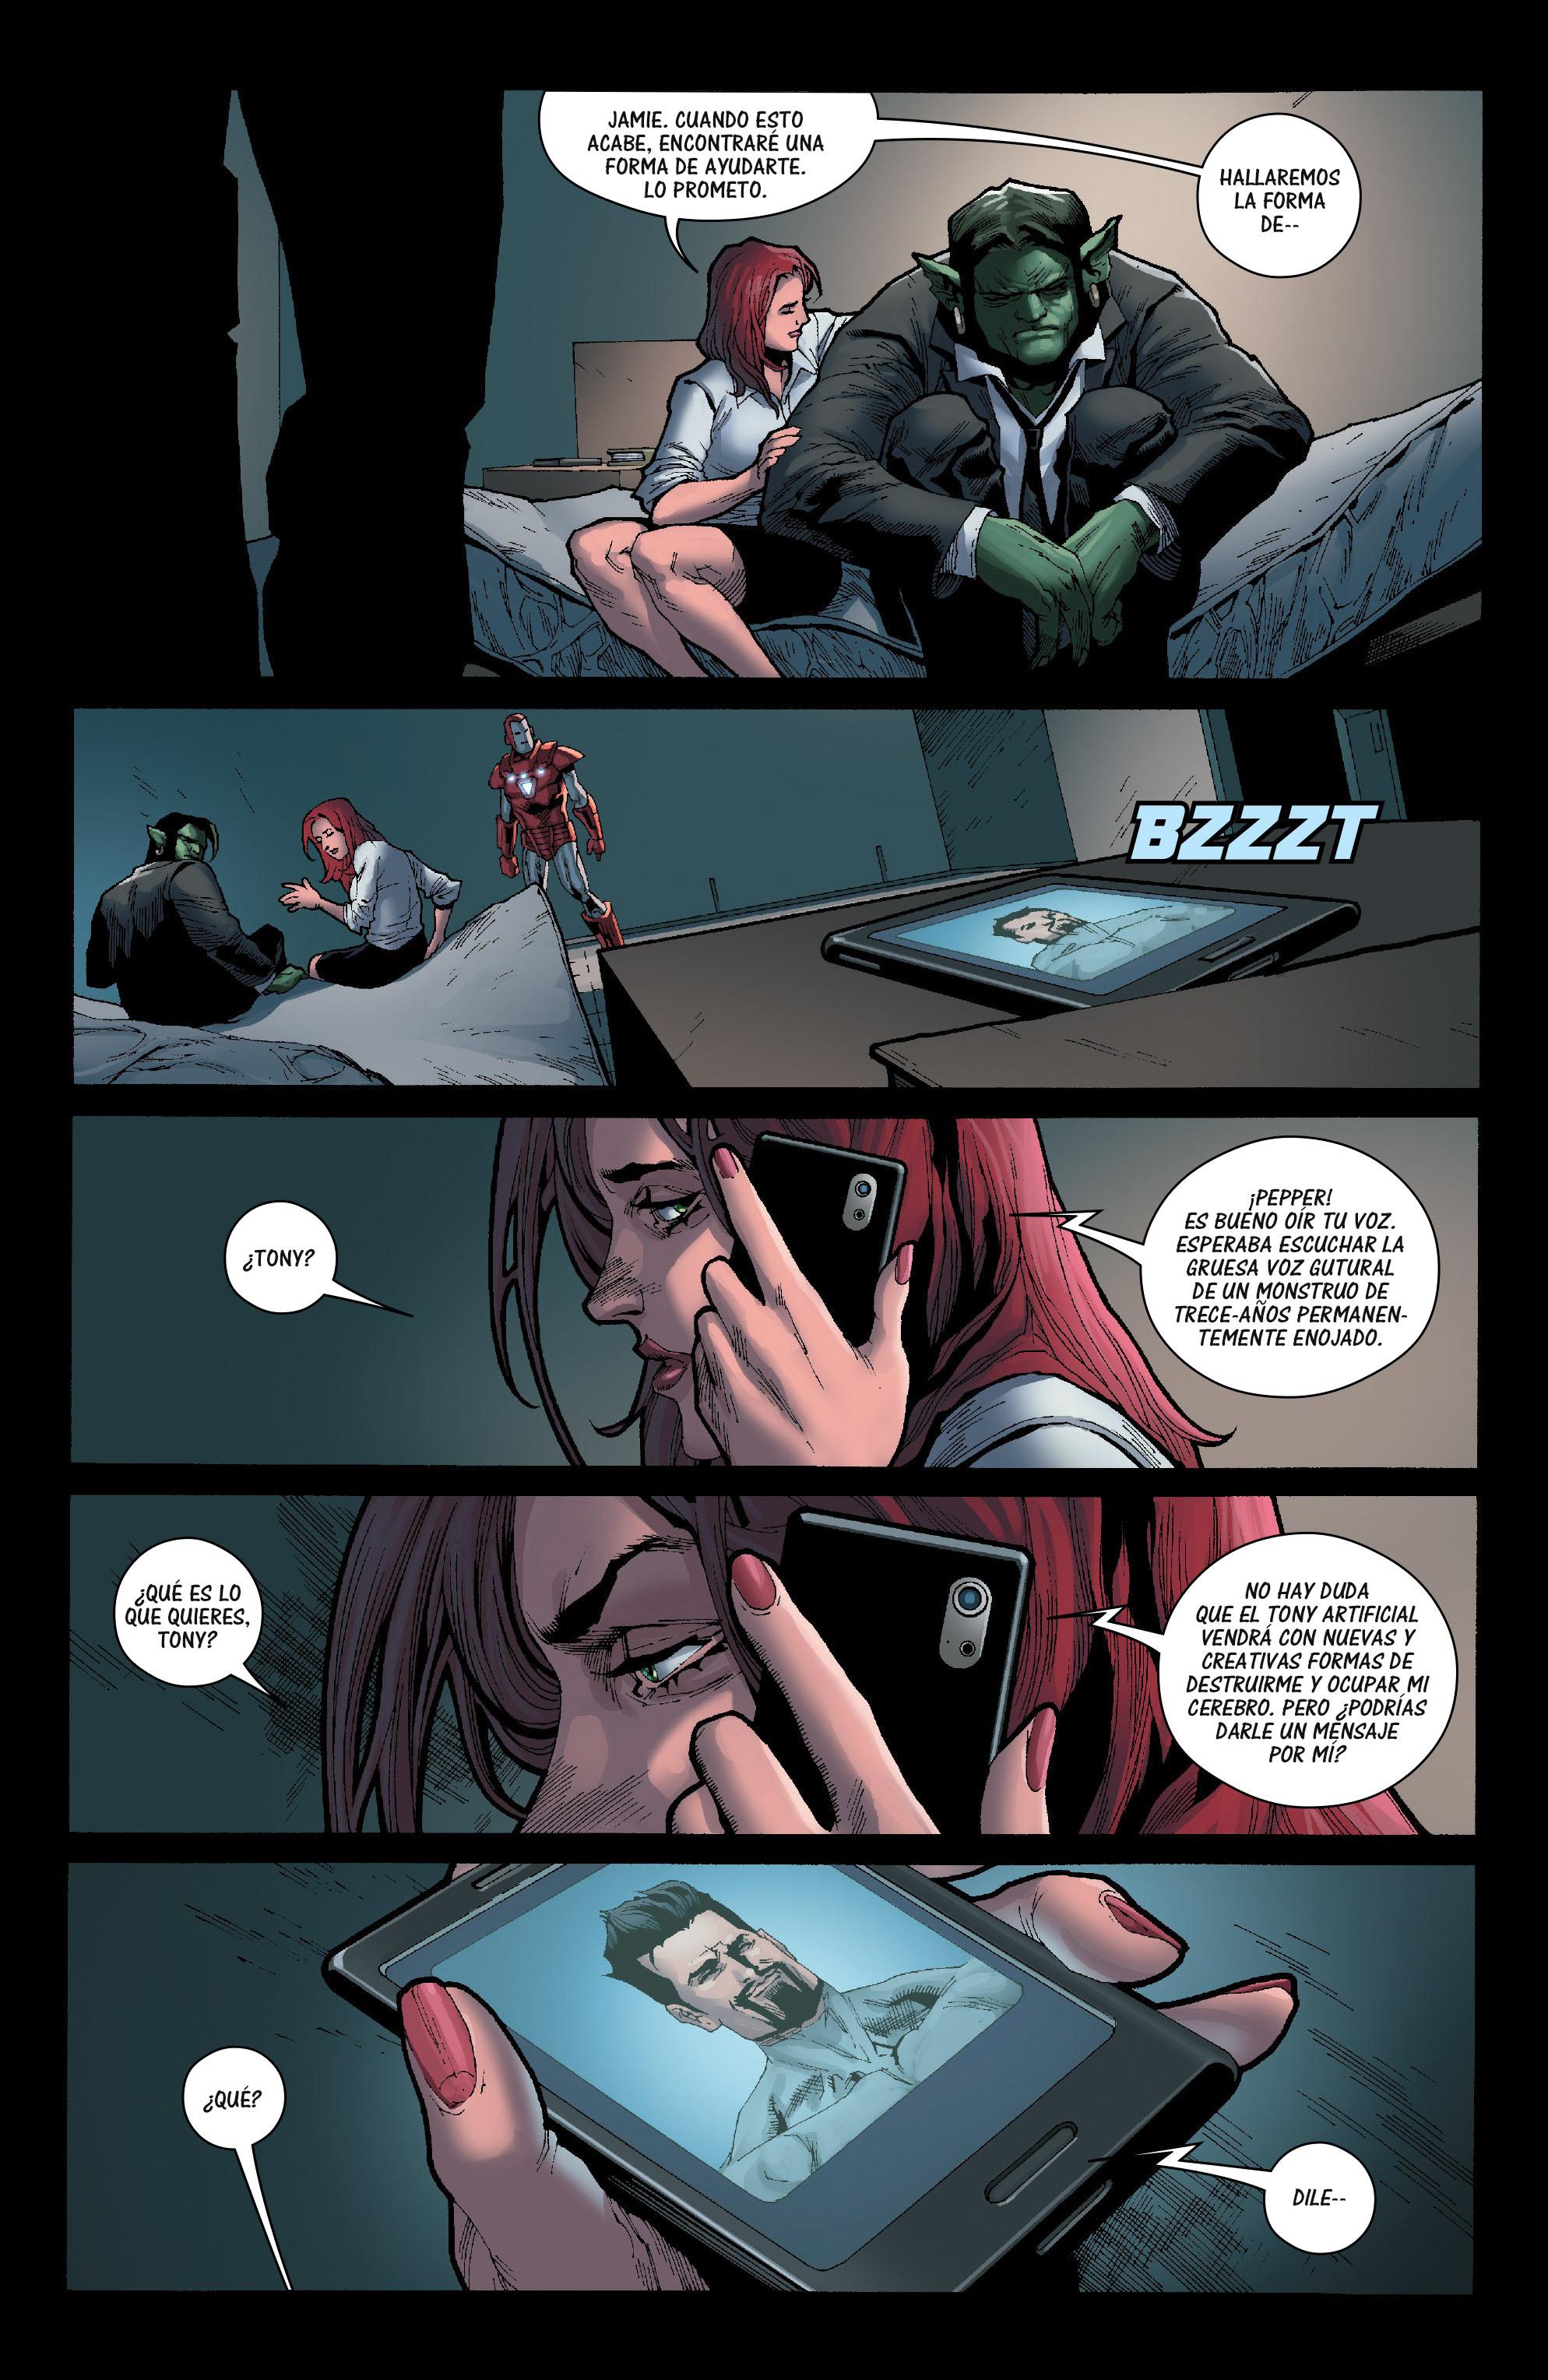 JAMIE. CUANDO ESTO
ACABE, ENCONTRARÉ UNA
FORMA DE AYUDARTE.
LO PROMETO.
HALLAREMOS
LA FORMA
DE--
BZZZT
¿TONY?
¡PEPPER!
ES BUENO OÍR TU VOZ.
ESPERABA ESCUCHAR LA
GRUESA VOZ GUTURAL
DE UN MONSTRUO DE
TRECE-AÑOS PERMANEN-
TEMENTE ENOJADO.
¿QUÉ ES LO
QUE QUIERES,
TONY?
NO HAY DUDA
QUE EL TONY ARTIFICIAL
VENDRÁ CON NUEVAS Y
CREATIVAS FORMAS DE
DESTRUIRME Y OCUPAR MI
CEREBRO. PERO ¿PODRÍAS
DARLE UN MENSAJE
POR MÍ?
¿QUÉ?
DILE--